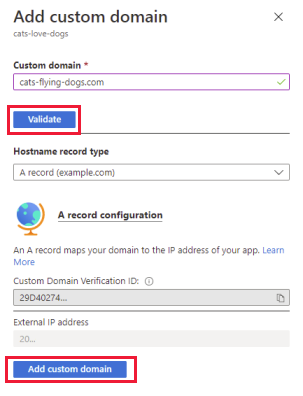 Add custom domain
cats-love-dogs
Custom domain *
cats-flying-dogs.com
Validate
Hostname record type
A record (example.com)
A record configuration
An A record maps your domain to the IP address of your app. Learn
More
Custom Domain Verification ID:
29D40274...
External IP address
20...
Add custom domain